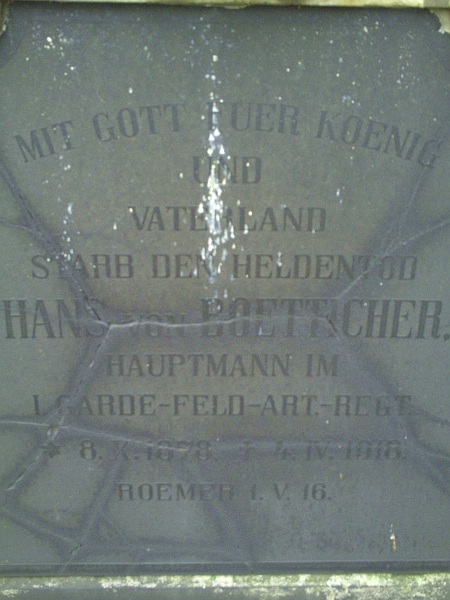 MIT GOTT FUER KOENIG
UND
VATERLAND
STARB DEN HELDENTOD
HANS VON BOETTICHER,
HAUPTMANN IM
I. GARDE-FELD-ART.-REGT.
* 8. X. 1878. † 4. IV. 1918.
ROEMER 1. V. 16.